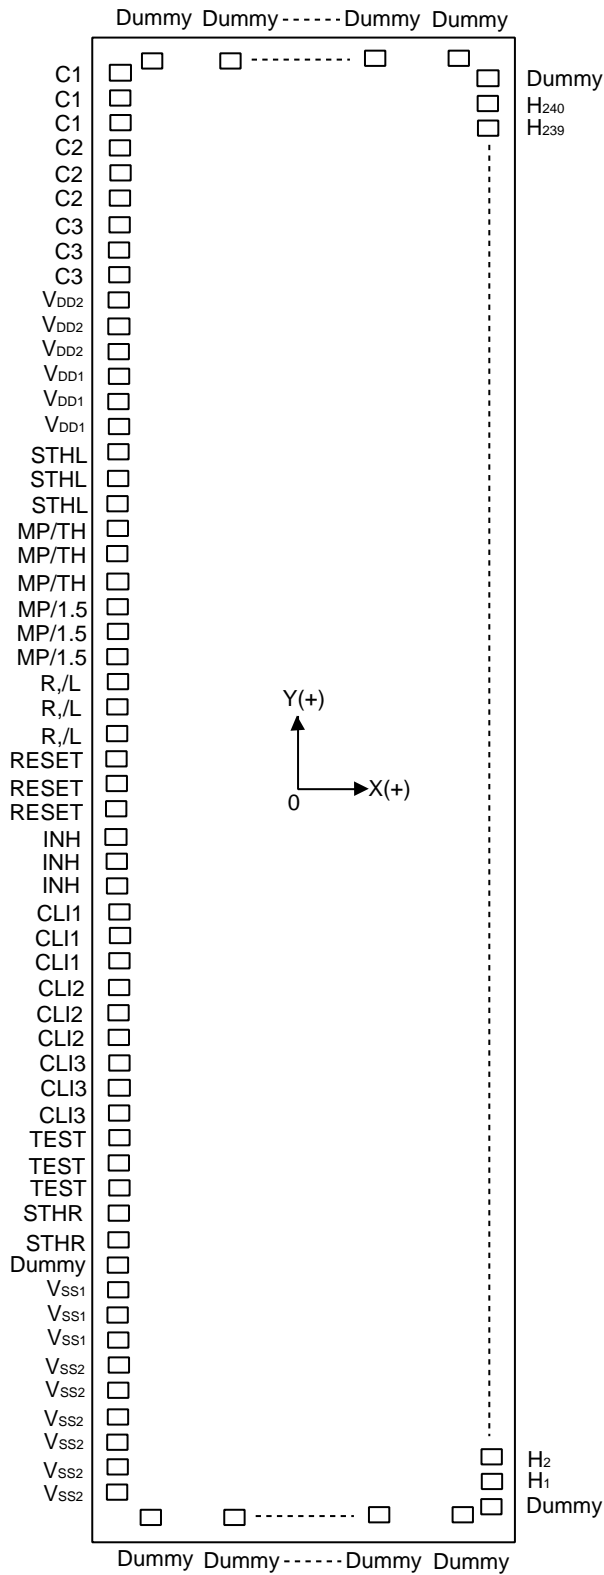 Dummy Dummy ------ Dummy Dummy
C1
Dummy
C1
H240
C1
H239
C2
C2
C2
C3
C3
C3
VDD2
VDD2
VDD2
VDD1
VDD1
VDD1
STHL
STHL
STHL
MP/TH
MP/TH
MP/TH
MP/1.5
MP/1.5
MP/1.5
R,/L
Y(+)
R,/L
R,/L
RESET
RESET
X(+)
0
RESET
INH
INH
INH
CLI1
CLI1
CLI1
CLI2
CLI2
CLI2
CLI3
CLI3
CLI3
TEST
TEST
TEST
STHR
STHR
Dummy
VSS1
VSS1
VSS1
VSS2
VSS2
VSS2
VSS2
H2
VSS2
H1
VSS2
Dummy
Dummy Dummy ------ Dummy Dummy